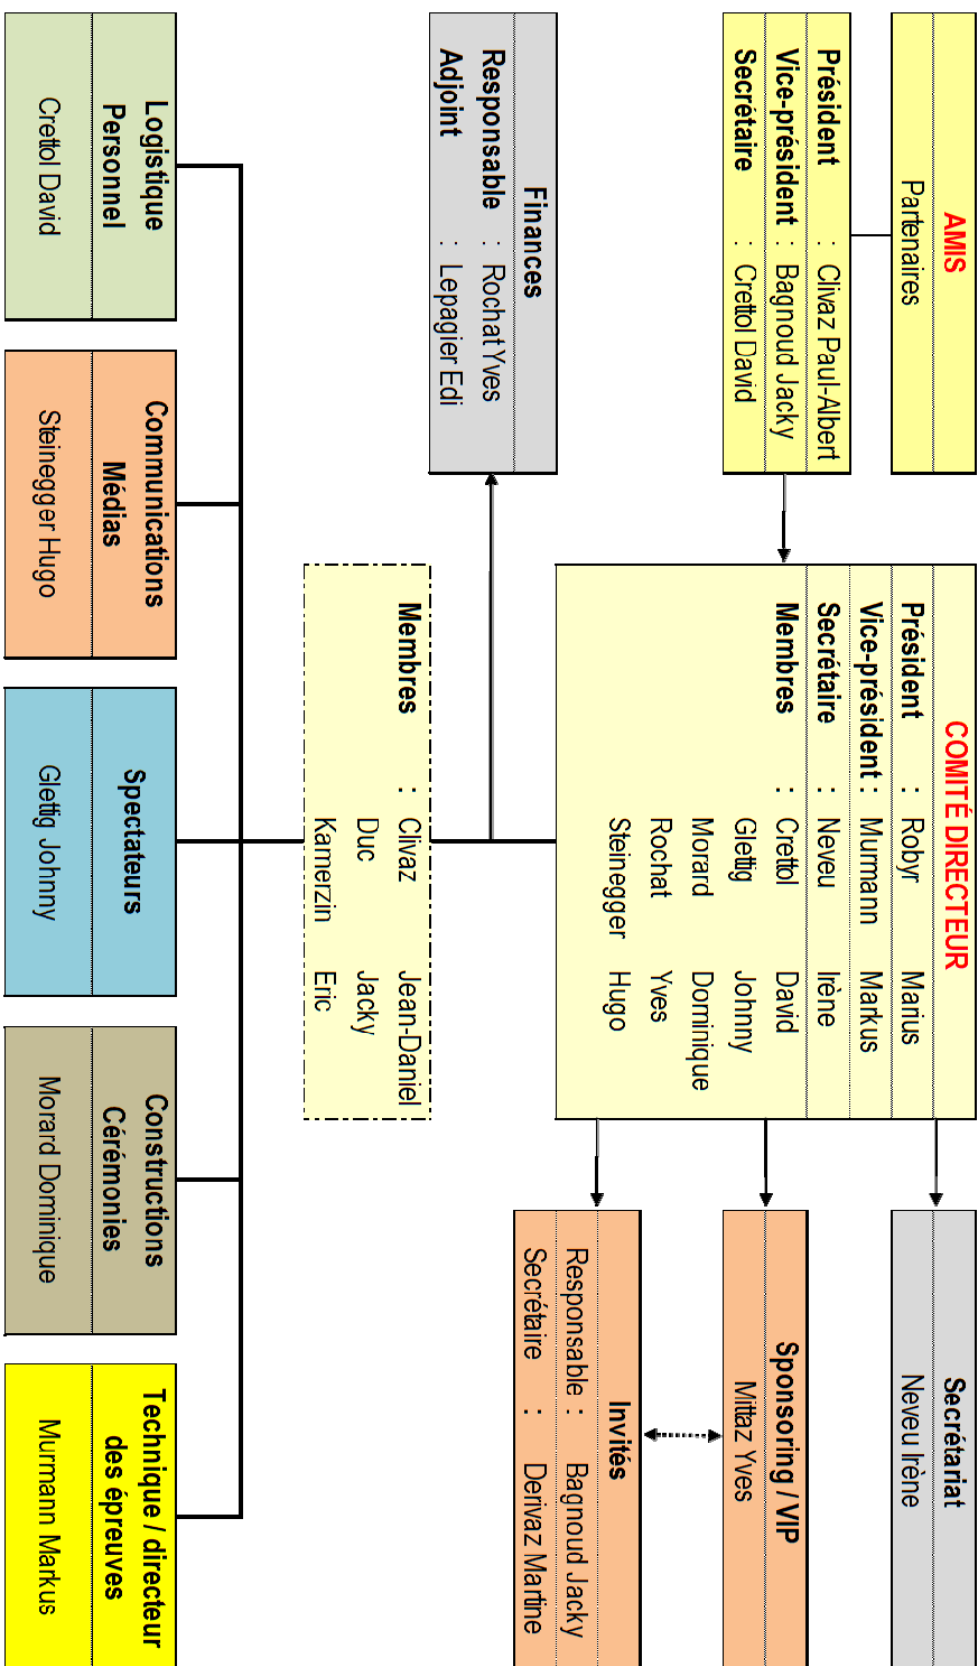 AMIS
Partenaires
Président : Clivaz Paul-Albert
Vice-président : Bagnoud Jacky
Secrétaire : Crettol David
COMITÉ DIRECTEUR
Président : Robyr Marius
Vice-président : Murmann Markus
Secrétaire : Neveu Irène
Membres : Crettol David
Glettig Johnny
Morard Dominique
Rochat Yves
Steinegger Hugo
Secrétariat
Neveu Irène
Sponsoring / VIP
Mittaz Yves
Invités
Responsable : Bagnoud Jacky
Secrétaire : Derivaz Martine
Finances
Responsable : Rochat Yves
Adjoint : Lepagier Edi
Membres : Clivaz Jean-Daniel
Duc Jacky
Kamerzin Eric
Logistique
Personnel
Crettol David
Communications
Médias
Steinegger Hugo
Spectateurs
Glettig Johnny
Constructions
Cérémonies
Morard Dominique
Technique / directeur
des épreuves
Murmann Markus